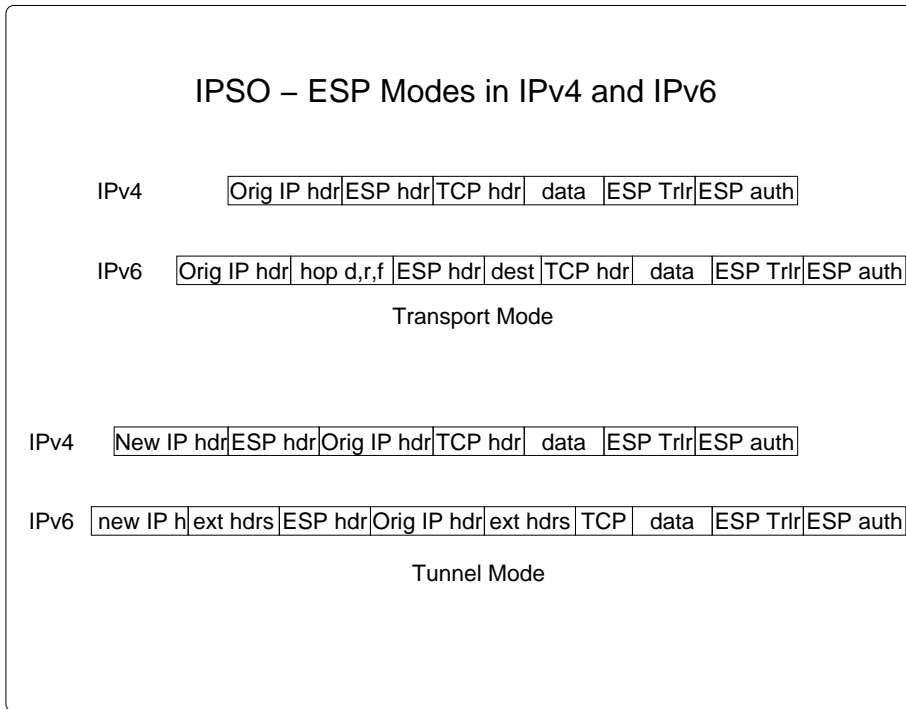 IPSO – ESP Modes in IPv4 and IPv6
IPv4 Orig IP hdr ESP hdr TCP hdr data ESP Trlr ESP auth
IPv6 Orig IP hdr hop d,r,f ESP hdr dest TCP hdr data ESP Trlr ESP auth
Transport Mode
IPv4 New IP hdr ESP hdr Orig IP hdr TCP hdr data ESP Trlr ESP auth
IPv6 new IP h ext hdrs ESP hdr Orig IP hdr ext hdrs TCP data ESP Trlr ESP auth
Tunnel Mode